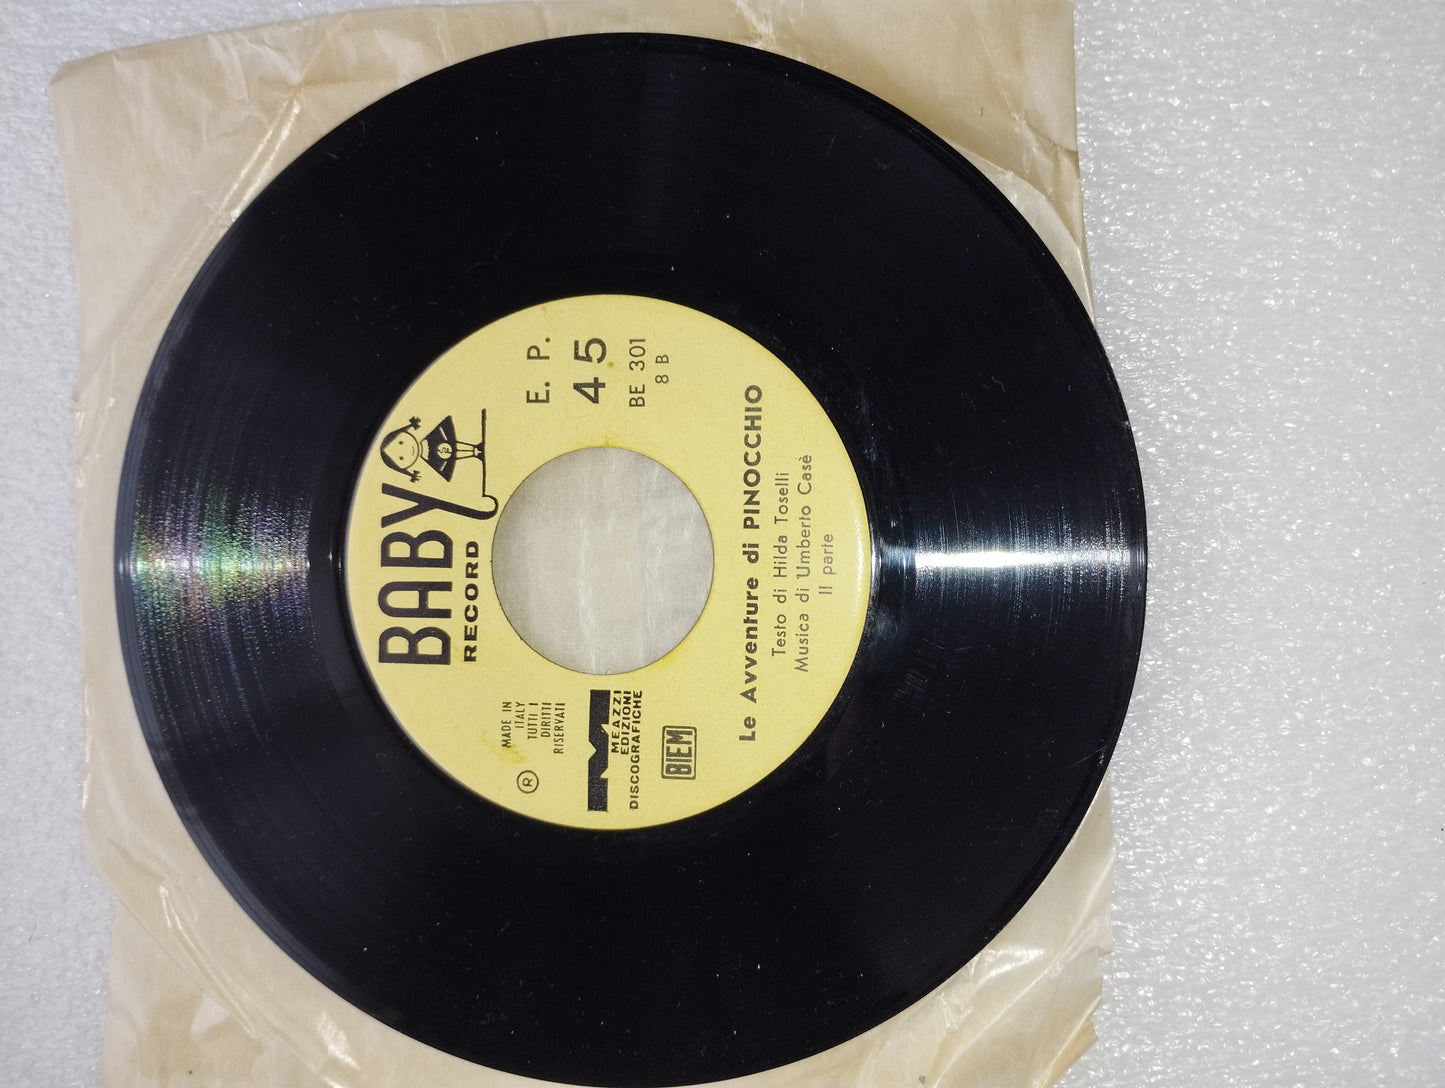 BABY
RECORD
MADE IN
ITALY
TUTTI I
DIRITTI
RISERVATI
R
E. P.
45
BE 301
8 B
MEAZZI
EDIZIONI
DISCOGRAFICHE
BIEM
Le Avventure di PINOCCHIO
Testo di Hilda Toselli
Musica di Umberto Casè
II parte